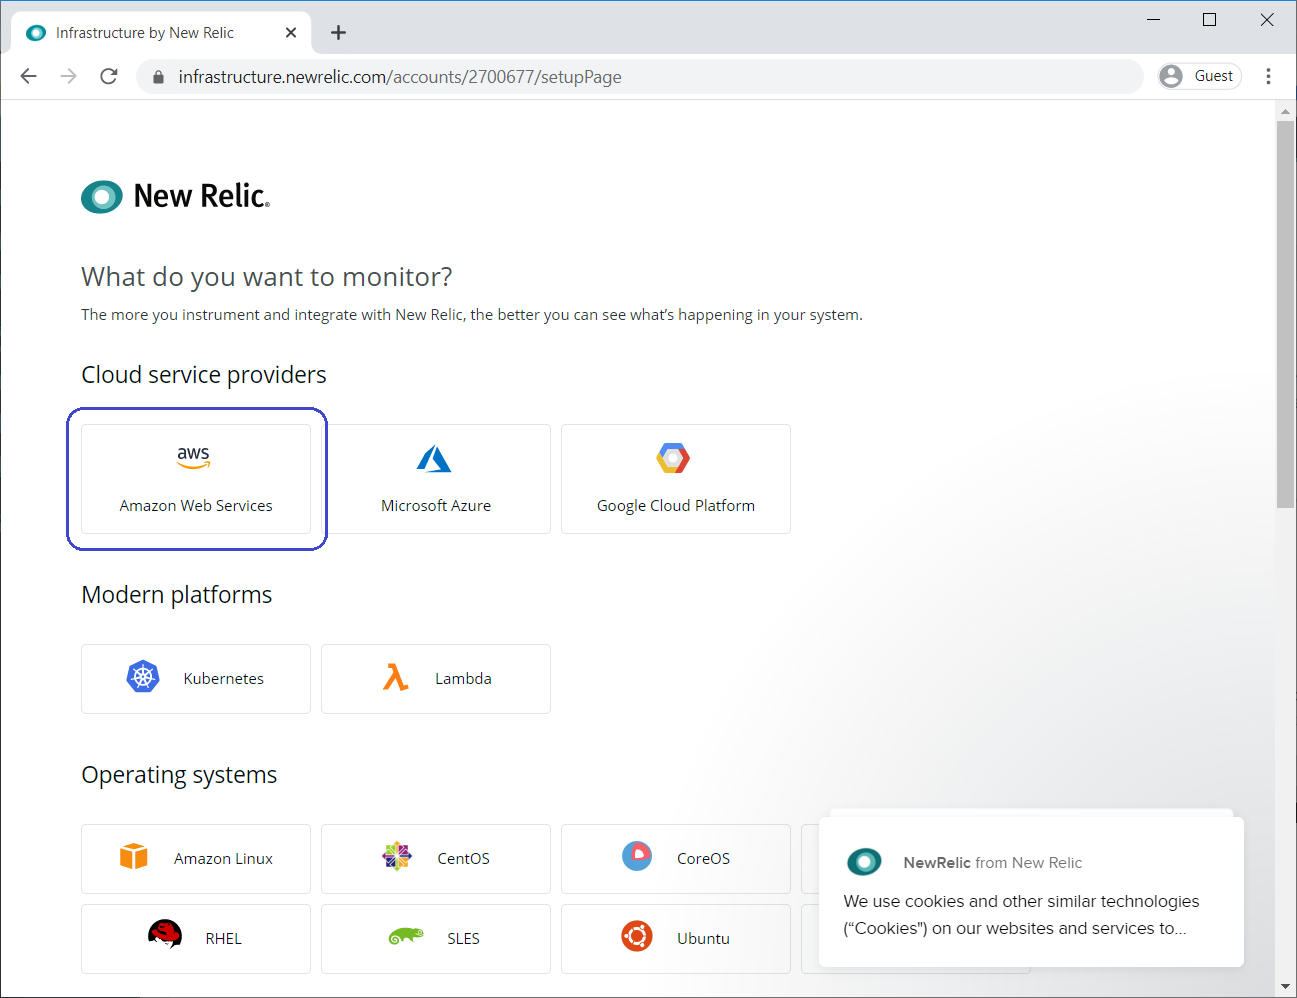 Infrastructure by New Relic
infrastructure.newrelic.com/accounts/2700677/setupPage
Guest
New Relic®
What do you want to monitor?
The more you instrument and integrate with New Relic, the better you can see what’s happening in your system.
Cloud service providers
aws
Amazon Web Services
Microsoft Azure
Google Cloud Platform
Modern platforms
Kubernetes
Lambda
Operating systems
Amazon Linux
CentOS
CoreOS
RHEL
SLES
Ubuntu
NewRelic from New Relic
We use cookies and other similar technologies
(“Cookies") on our websites and services to...